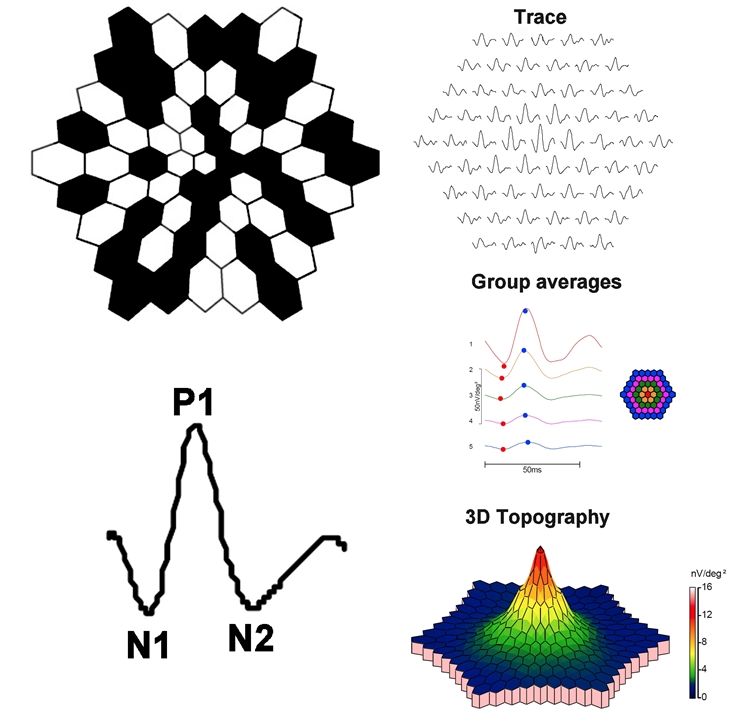 Trace
Group averages
1
2
3
4
5
50nV/deg²
50ms
P1
N1
N2
3D Topography
nV/deg²
16
12
8
4
0